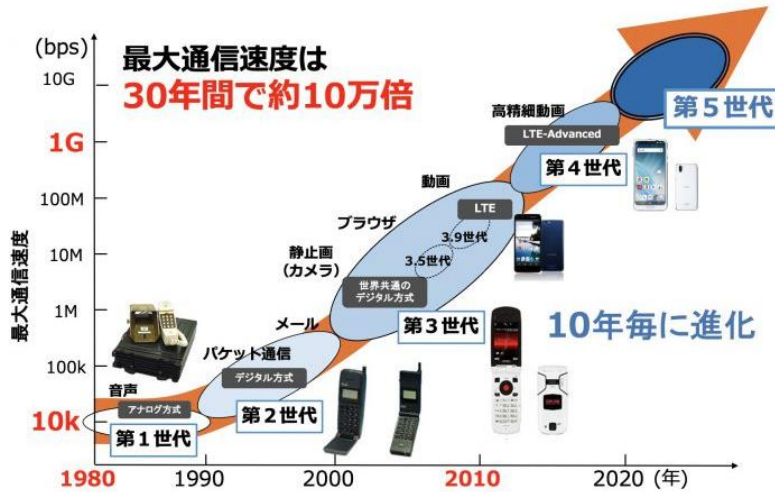 (bps)
最大通信速度は
30年間で約10万倍
10G
1G
100M
10M
1M
100k
10k
最大通信速度
高精細動画
LTE-Advanced
第5世代
第4世代
動画
LTE
ブラウザ
3.9世代
3.5世代
静止画
(カメラ)
世界共通の
デジタル方式
第3世代
10年毎に進化
メール
パケット通信
デジタル方式
第2世代
音声
アナログ方式
第1世代
1980
1990
2000
2010
2020 (年)